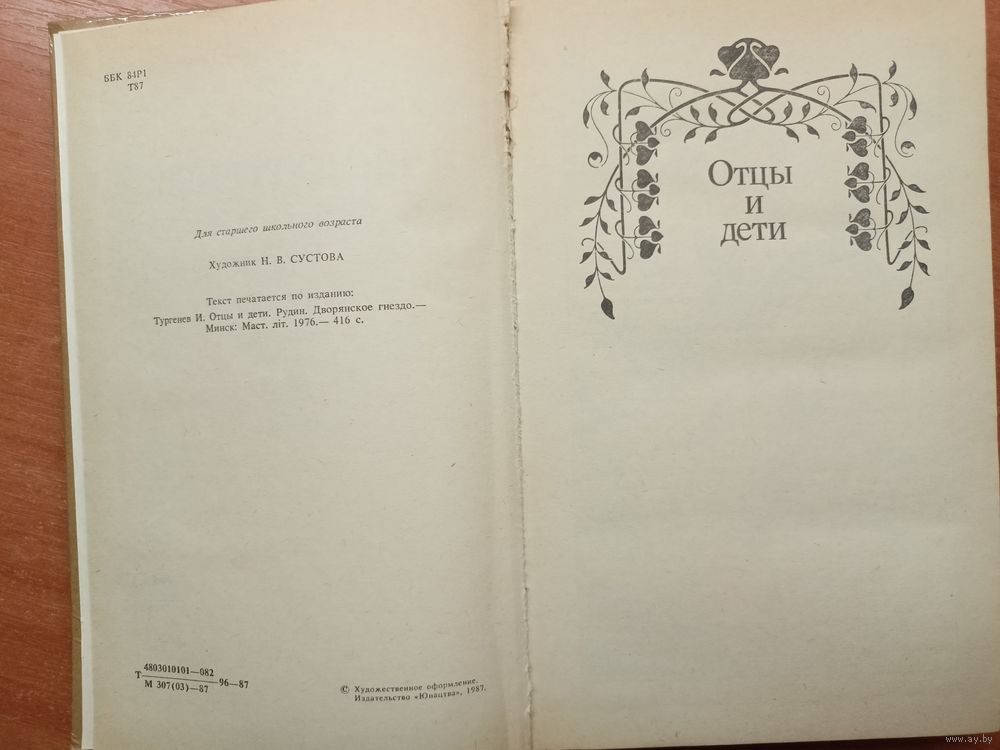 ББК 84Р1
Т87
Для старшего школьного возраста
Художник Н. В. СУСТОВА
Текст печатается по изданию:
Тургенев И. Отцы и дети. Рудин. Дворянское гнездо.—
Минск: Маст. літ. 1976.— 416 с.
4803010101—082
Т 96—87
М 307(03)—87
© Художественное оформление.
Издательство «Юнацтва», 1987.
Отцы
и
дети
www.ay.by